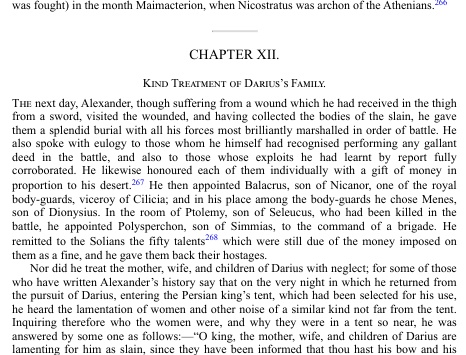 was fought) in the month Maimacterion, when Nicostratus was archon of the Athenians.266
CHAPTER XII.
Kind Treatment of Darius's Family.
The next day, Alexander, though suffering from a wound which he had received in the thigh
from a sword, visited the wounded, and having collected the bodies of the slain, he gave
them a splendid burial with all his forces most brilliantly marshalled in order of battle. He
also spoke with eulogy to those whom he himself had recognised performing any gallant
deed in the battle, and also to those whose exploits he had learnt by report fully
corroborated. He likewise honoured each of them individually with a gift of money in
proportion to his desert.267 He then appointed Balacrus, son of Nicanor, one of the royal
body-guards, viceroy of Cilicia; and in his place among the body-guards he chose Menes,
son of Dionysius. In the room of Ptolemy, son of Seleucus, who had been killed in the
battle, he appointed Polysperchon, son of Simmias, to the command of a brigade. He
remitted to the Solians the fifty talents268 which were still due of the money imposed on
them as a fine, and he gave them back their hostages.
Nor did he treat the mother, wife, and children of Darius with neglect; for some of those
who have written Alexander's history say that on the very night in which he returned from
the pursuit of Darius, entering the Persian king's tent, which had been selected for his use,
he heard the lamentation of women and other noise of a similar kind not far from the tent.
Inquiring therefore who the women were, and why they were in a tent so near, he was
answered by some one as follows:—“O king, the mother, wife, and children of Darius are
lamenting for him as slain, since they have been informed that thou hast his bow and his